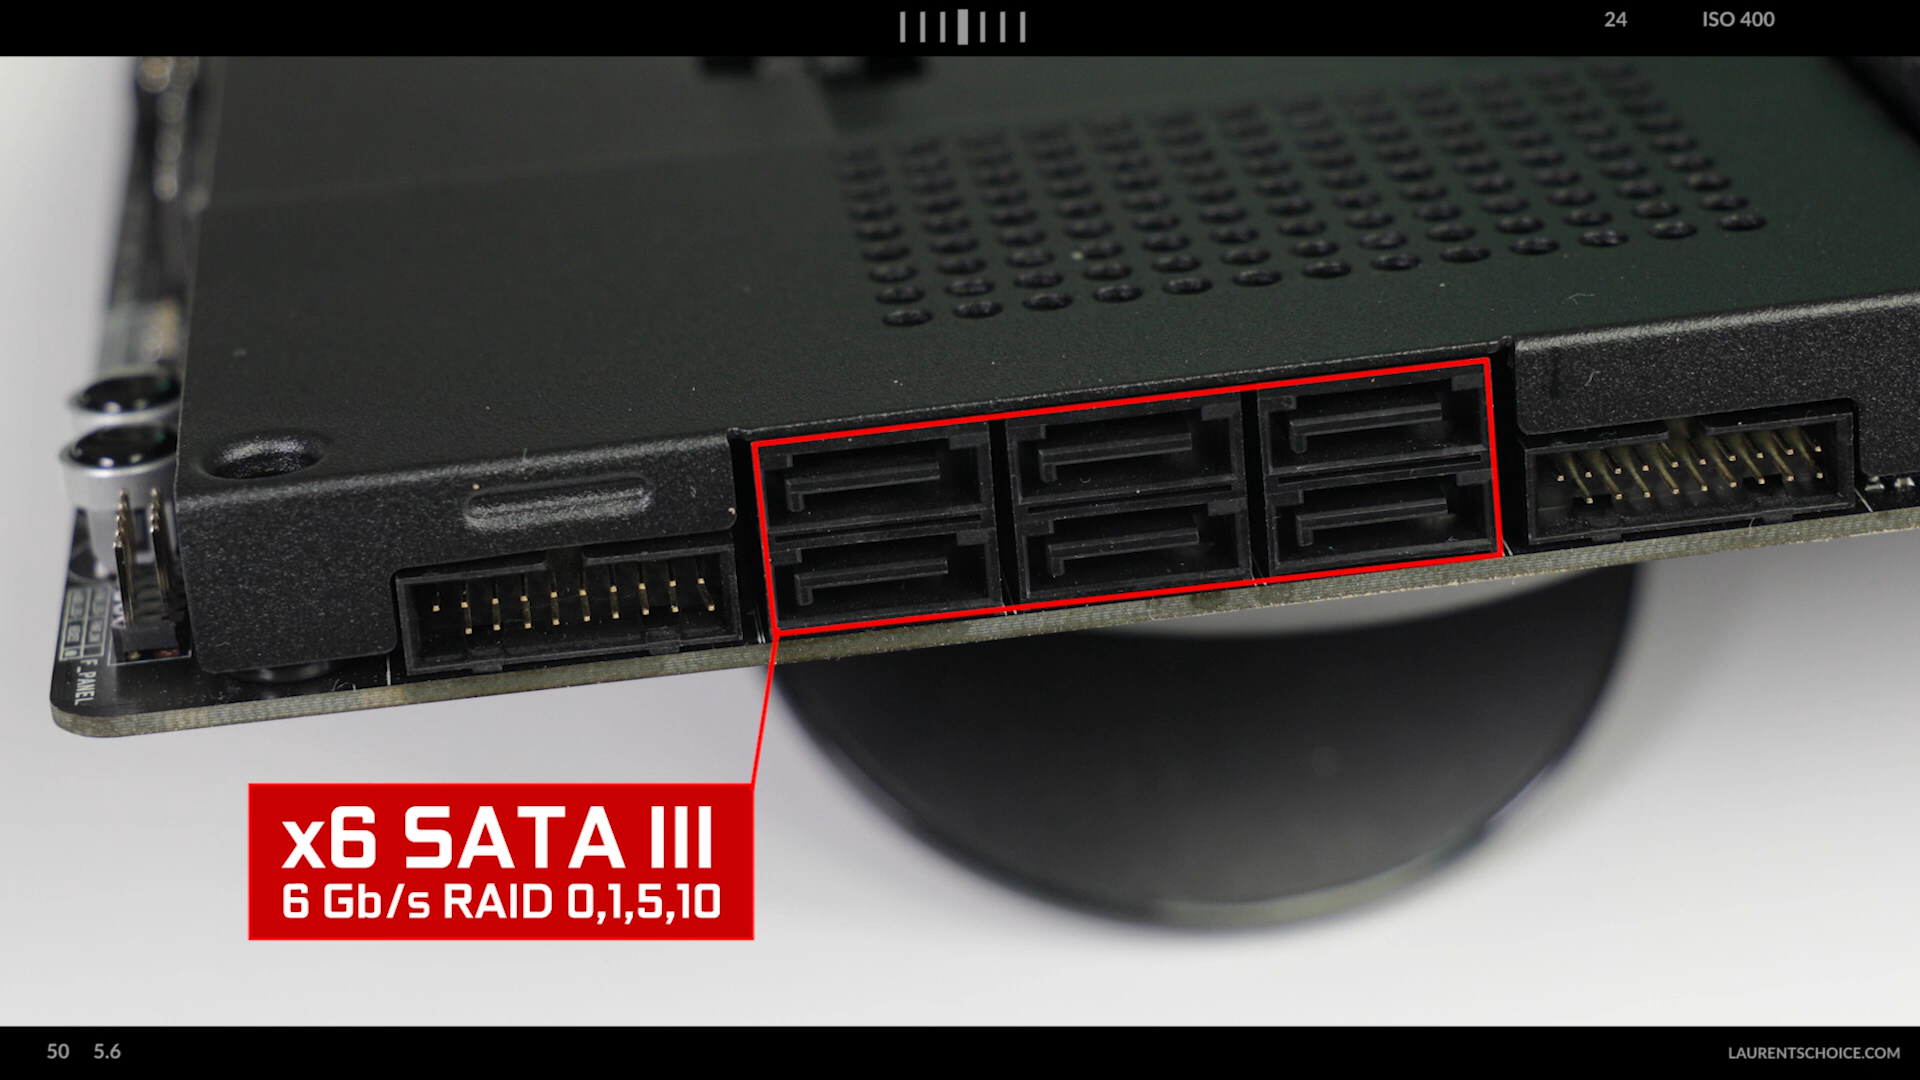 24 ISO 400
F_PANEL
x6 SATA III
6 Gb/s RAID 0,1,5,10
50 5.6
LAURENTSCHOICE.COM